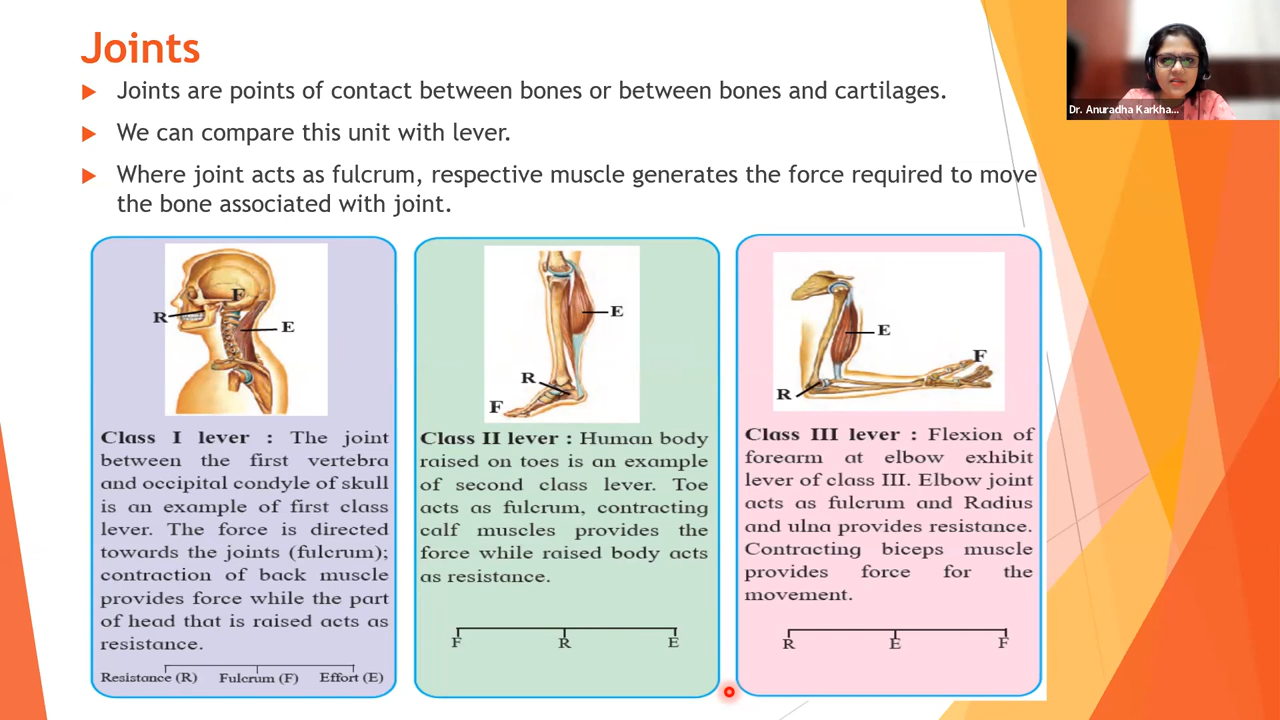 Joints
Joints are points of contact between bones or between bones and cartilages.
We can compare this unit with lever.
Where joint acts as fulcrum, respective muscle generates the force required to move
the bone associated with joint.
Dr. Anuradha Karkha...
F
R
E
Class I lever : The joint
between the first vertebra
and occipital condyle of skull
is an example of first class
lever. The force is directed
towards the joints (fulcrum);
contraction of back muscle
provides force while the part
of head that is raised acts as
resistance.
Resistance (R) Fulcrum (F) Effort (E)
E
R
F
Class II lever : Human body
raised on toes is an example
of second class lever. Toe
acts as fulcrum, contracting
calf muscles provides the
force while raised body acts
as resistance.
F R E
E
F
R
Class III lever : Flexion of
forearm at elbow exhibit
lever of class III. Elbow joint
acts as fulcrum and Radius
and ulna provides resistance.
Contracting biceps muscle
provides force for the
movement.
R E F